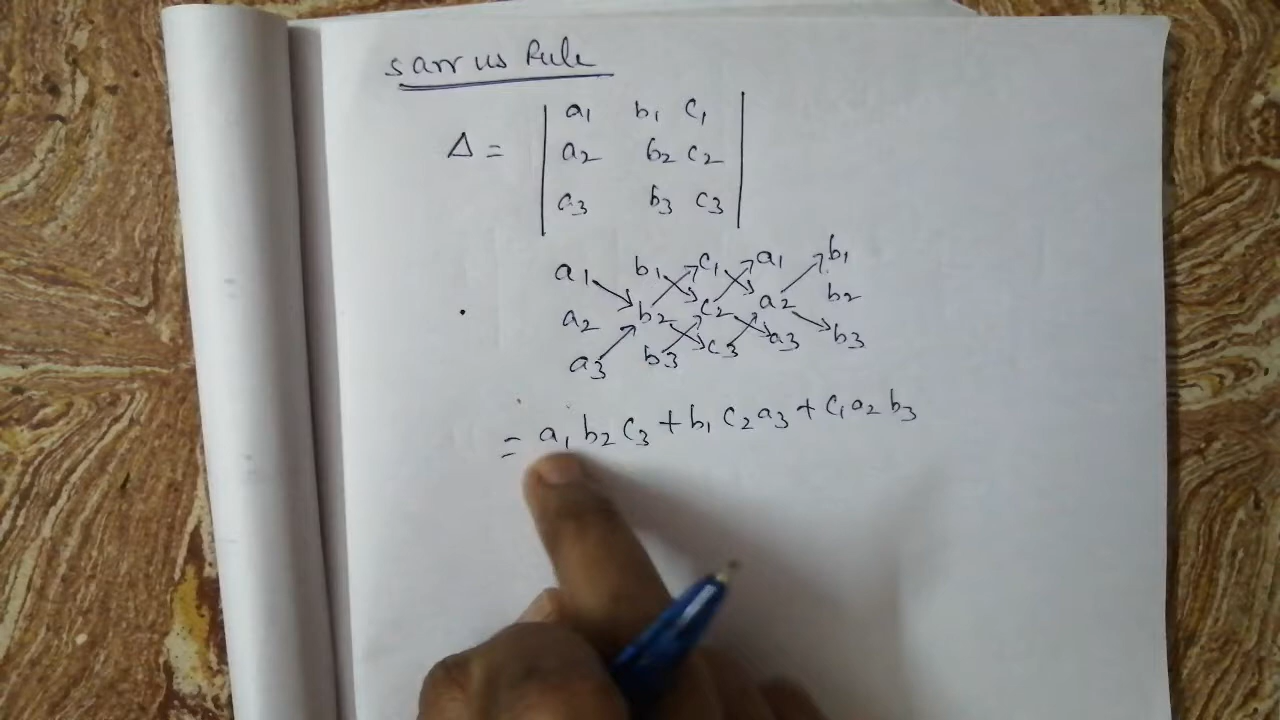 Sarrus Rule
a1 b1 c1
Δ = a2 b2 c2
a3 b3 c3
a1 b1 c1 a1 b1
a2 b2 c2 a2 b2
a3 b3 c3 a3 b3
= a1 b2 c3 + b1 c2 a3 + c1 a2 b3